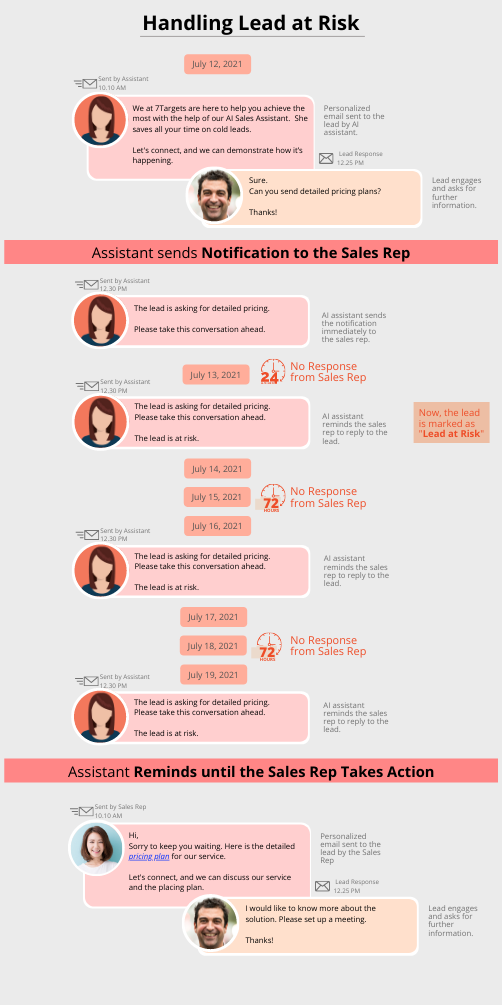 Handling Lead at Risk
July 12, 2021
Sent by Assistant
10.10 AM
We at 7Targets are here to help you achieve the
most with the help of our AI Sales Assistant. She
saves all your time on cold leads.
Let's connect, and we can demonstrate how it's
happening.
Personalized
email sent to the
lead by AI
assistant.
Lead Response
12.25 PM
Sure.
Can you send detailed pricing plans?
Thanks!
Lead engages
and asks for
further
information.
Assistant sends Notification to the Sales Rep
Sent by Assistant
12.30 PM
The lead is asking for detailed pricing.
Please take this conversation ahead.
AI assistant sends
the notification
immediately to
the sales rep.
July 13, 2021
24
No Response
from Sales Rep
Sent by Assistant
12.30 PM
The lead is asking for detailed pricing.
Please take this conversation ahead.
The lead is at risk.
AI assistant
reminds the sales
rep to reply to the
lead.
Now, the lead
is marked as
"Lead at Risk"
July 14, 2021
July 15, 2021
72
HOURS
No Response
from Sales Rep
July 16, 2021
Sent by Assistant
12.30 PM
The lead is asking for detailed pricing.
Please take this conversation ahead.
The lead is at risk.
AI assistant
reminds the sales
rep to reply to the
lead.
July 17, 2021
July 18, 2021
72
HOURS
No Response
from Sales Rep
July 19, 2021
Sent by Assistant
12.30 PM
The lead is asking for detailed pricing.
Please take this conversation ahead.
The lead is at risk.
AI assistant
reminds the sales
rep to reply to the
lead.
Assistant Reminds until the Sales Rep Takes Action
Sent by Sales Rep
10.10 AM
Hi,
Sorry to keep you waiting. Here is the detailed
pricing plan for our service.
Let's connect, and we can discuss our service
and the placing plan.
Personalized
email sent to the
lead by the Sales
Rep
Lead Response
12.25 PM
I would like to know more about the
solution. Please set up a meeting.
Thanks!
Lead engages
and asks for
further
information.